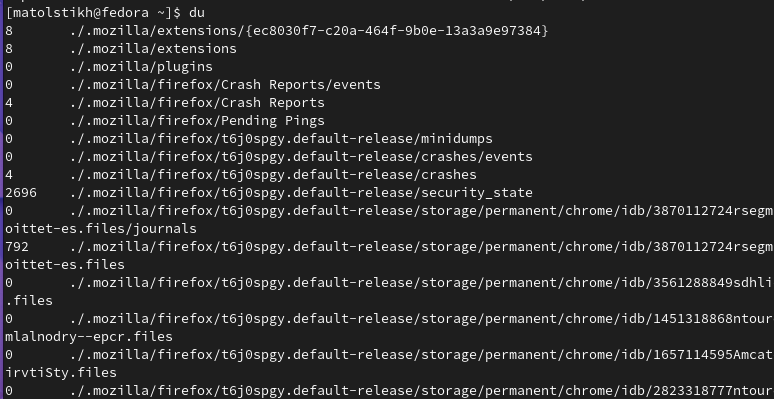 [matolstikh@fedora ~]$ du
8       ./.mozilla/extensions/{ec8030f7-c20a-464f-9b0e-13a3a9e97384}
8       ./.mozilla/extensions
0       ./.mozilla/plugins
0       ./.mozilla/firefox/Crash Reports/events
4       ./.mozilla/firefox/Crash Reports
0       ./.mozilla/firefox/Pending Pings
0       ./.mozilla/firefox/t6j0spgy.default-release/minidumps
0       ./.mozilla/firefox/t6j0spgy.default-release/crashes/events
4       ./.mozilla/firefox/t6j0spgy.default-release/crashes
2696    ./.mozilla/firefox/t6j0spgy.default-release/security_state
0       ./.mozilla/firefox/t6j0spgy.default-release/storage/permanent/chrome/idb/3870112724rsegm
oittet-es.files/journals
792     ./.mozilla/firefox/t6j0spgy.default-release/storage/permanent/chrome/idb/3870112724rsegm
oittet-es.files
0       ./.mozilla/firefox/t6j0spgy.default-release/storage/permanent/chrome/idb/3561288849sdhli
.files
0       ./.mozilla/firefox/t6j0spgy.default-release/storage/permanent/chrome/idb/1451318868ntour
mlalnodry--epcr.files
0       ./.mozilla/firefox/t6j0spgy.default-release/storage/permanent/chrome/idb/1657114595Amcat
irvtiSty.files
0       ./.mozilla/firefox/t6j0spgy.default-release/storage/permanent/chrome/idb/2823318777ntour